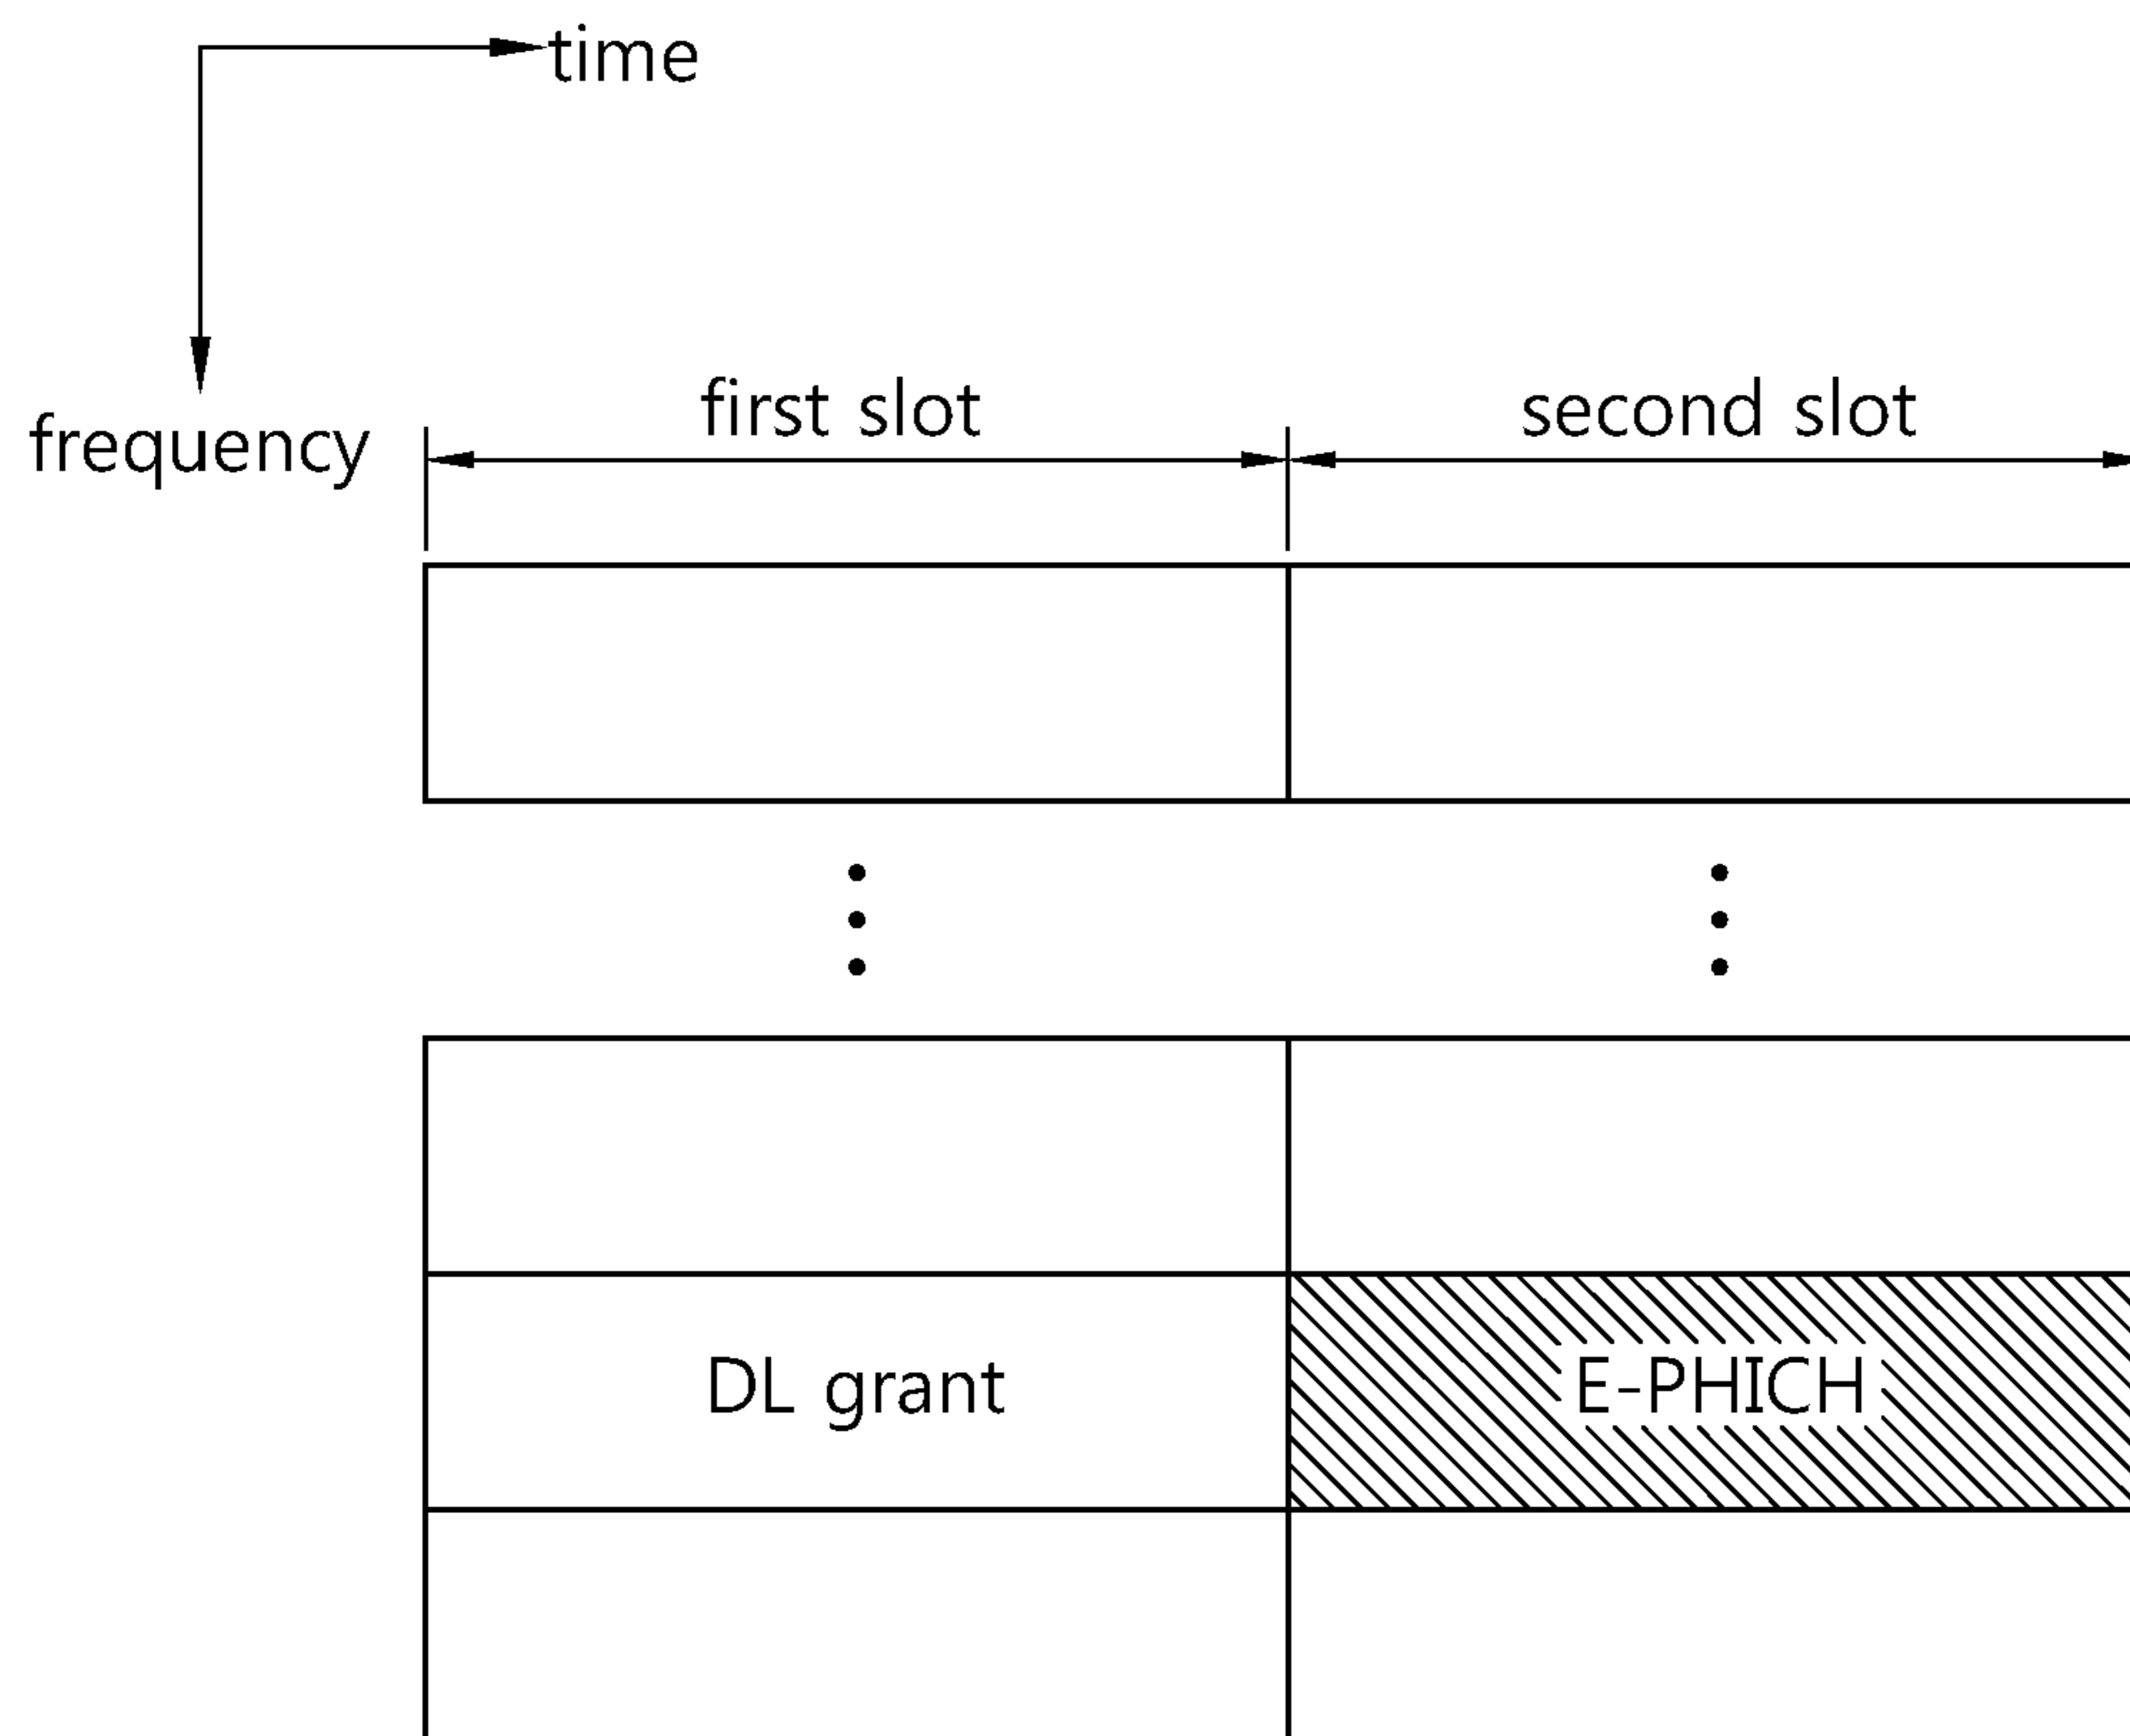 time
frequency
first slot
second slot
DL grant
E-PHICH